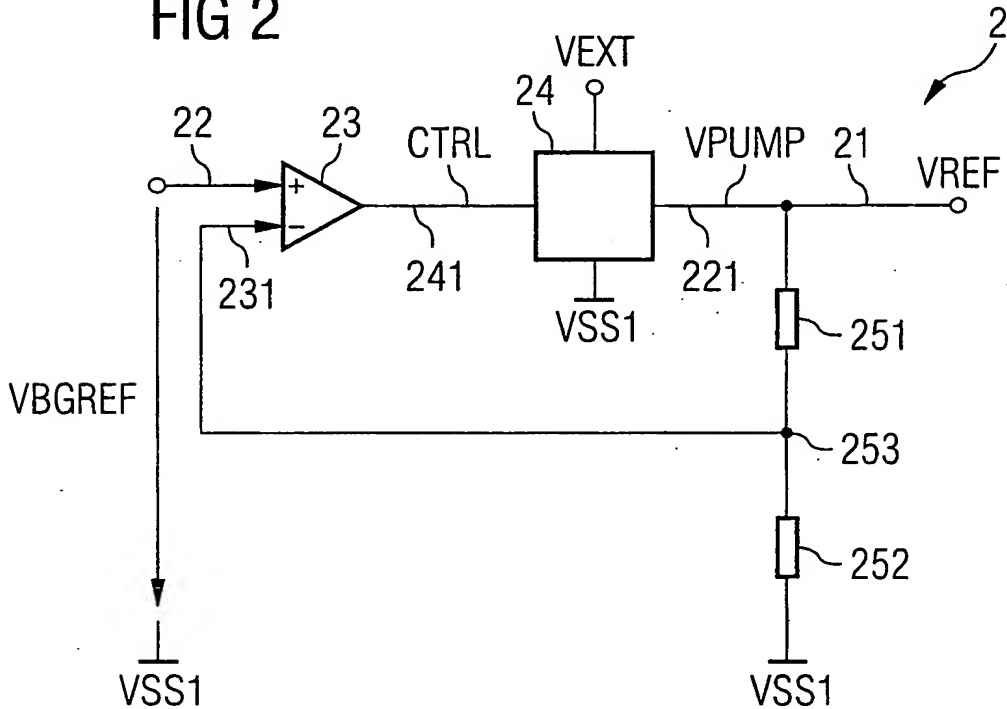 FIG 2
2
VEXT
24
22
23
CTRL
VPUMP
21
VREF
+
−
231
241
221
VSS1
251
VBGREF
253
252
VSS1
VSS1